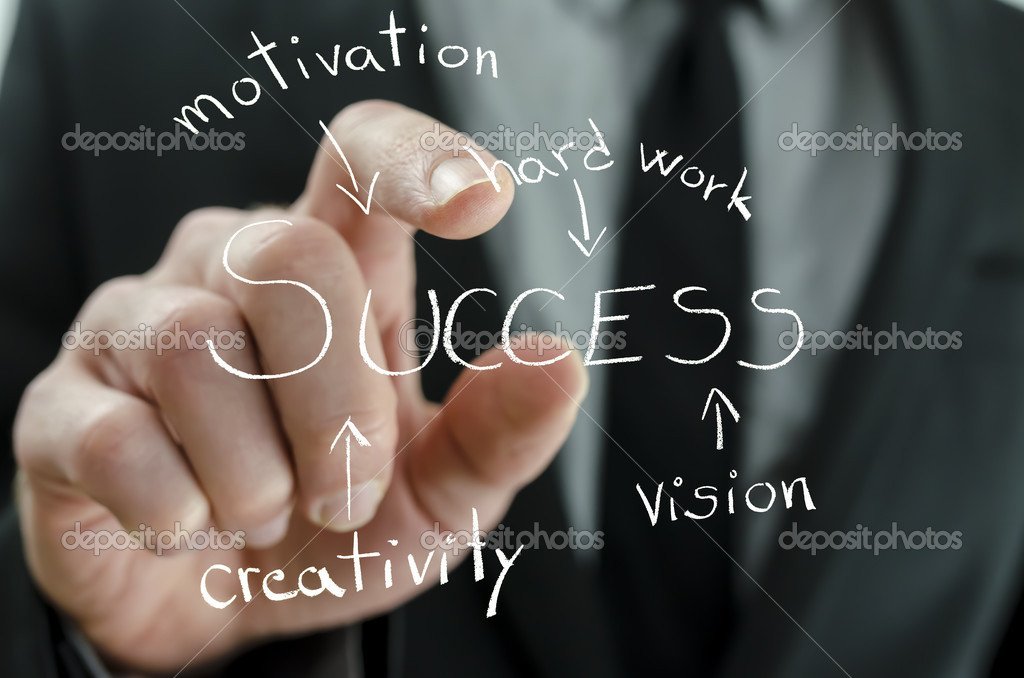 motivation
depositphotos depositphotos depositphotos
hard work
SUCCESS
depositphotos depositphotos depositphotos
vision
depositphotos depositphotos depositphotos
creativity